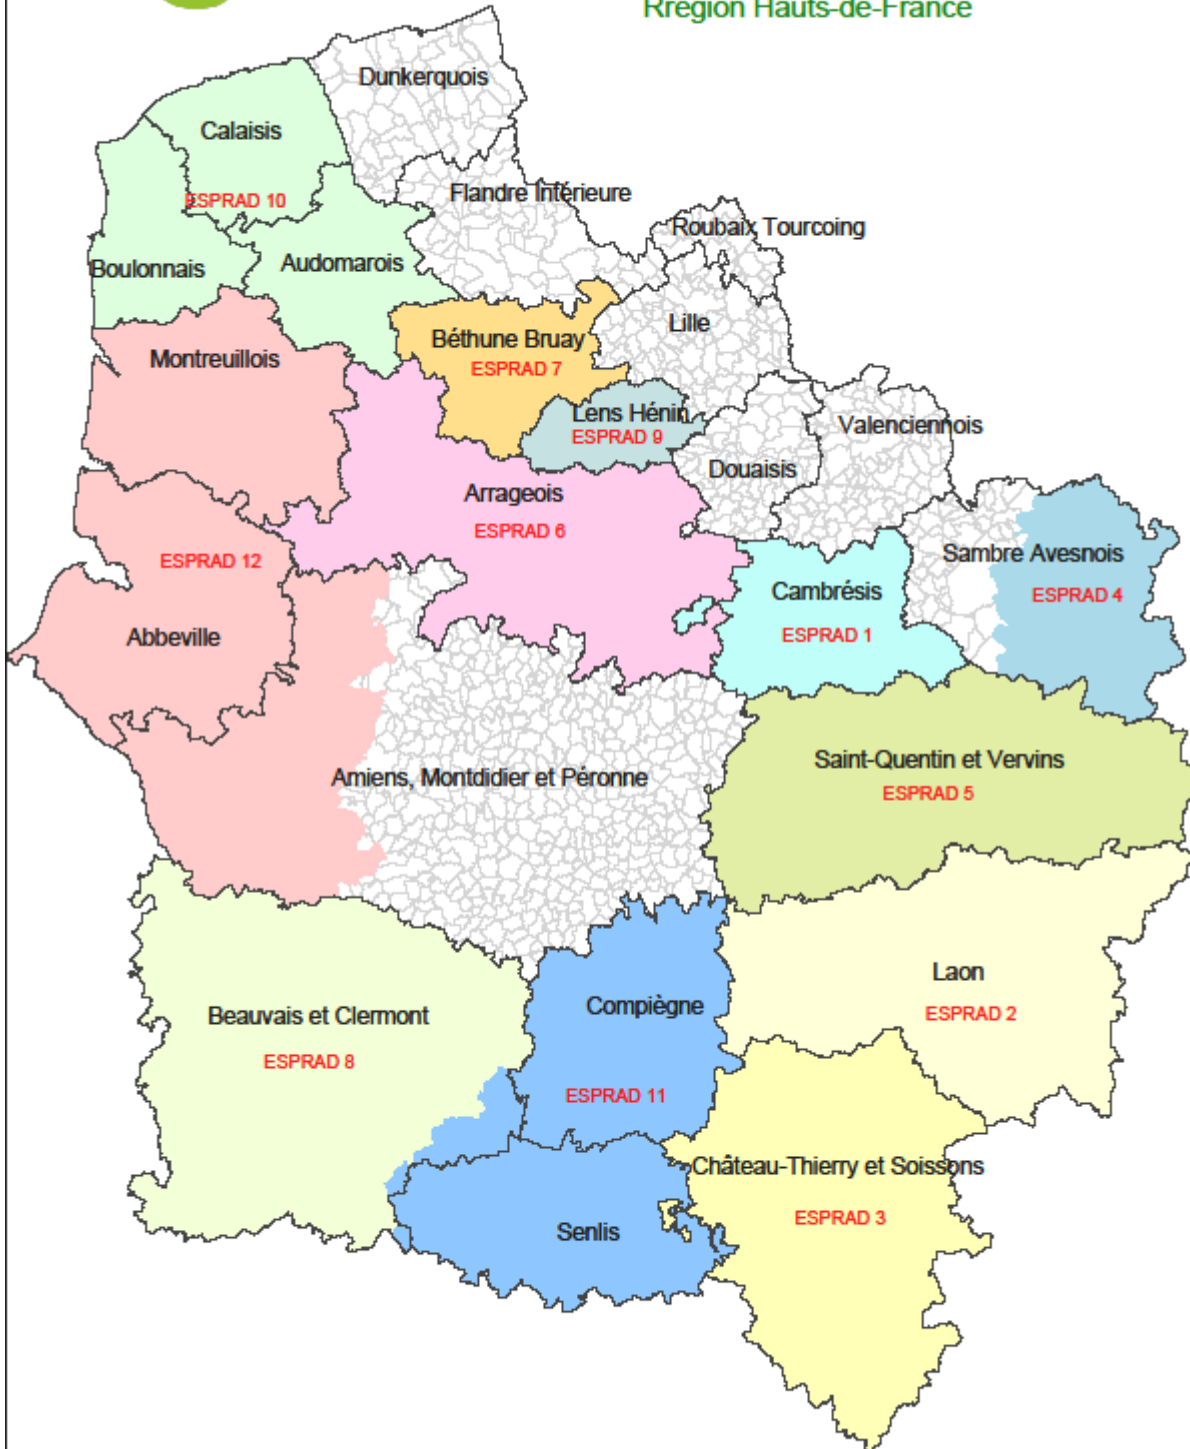 Rrégion Hauts-de-France
Dunkerquois
Calaisis
ESPRAD 10
Flandre Intérieure
Roubaix Tourcoing
Boulonnais
Audomarois
Lille
Béthune Bruay
ESPRAD 7
Montreuillois
Lens Hénin
ESPRAD 9
Valenciennois
Douaisis
Arrageois
ESPRAD 6
ESPRAD 12
Sambre Avesnois
ESPRAD 4
Cambrésis
ESPRAD 1
Abbeville
Saint-Quentin et Vervins
ESPRAD 5
Amiens, Montdidier et Péronne
Laon
ESPRAD 2
Compiègne
Beauvais et Clermont
ESPRAD 8
ESPRAD 11
Château-Thierry et Soissons
ESPRAD 3
Senlis